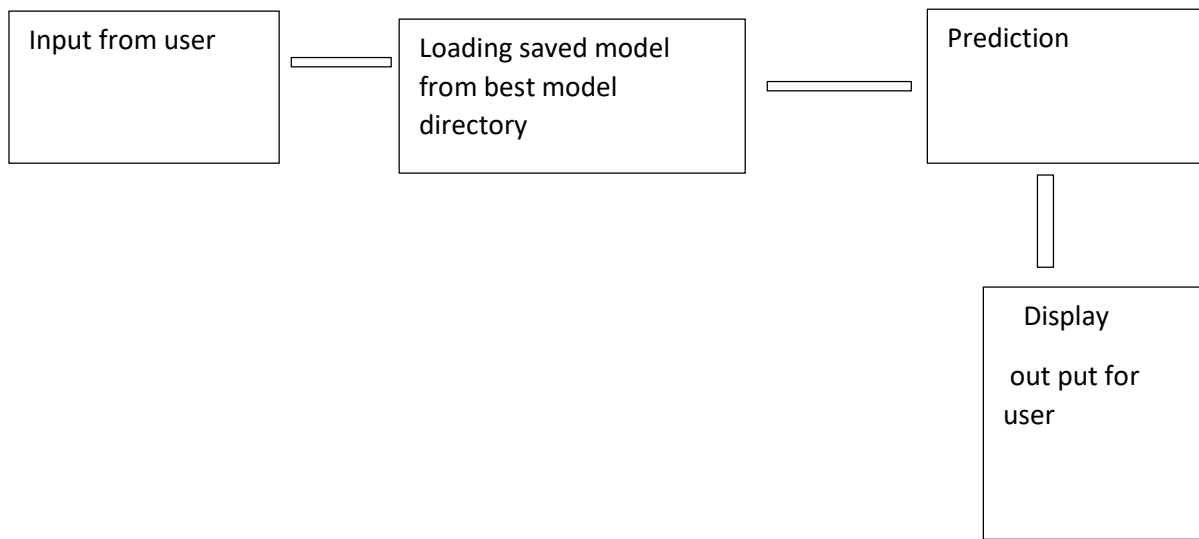 Input from user
Loading saved model
from best model
directory
Prediction
Display
out put for
user